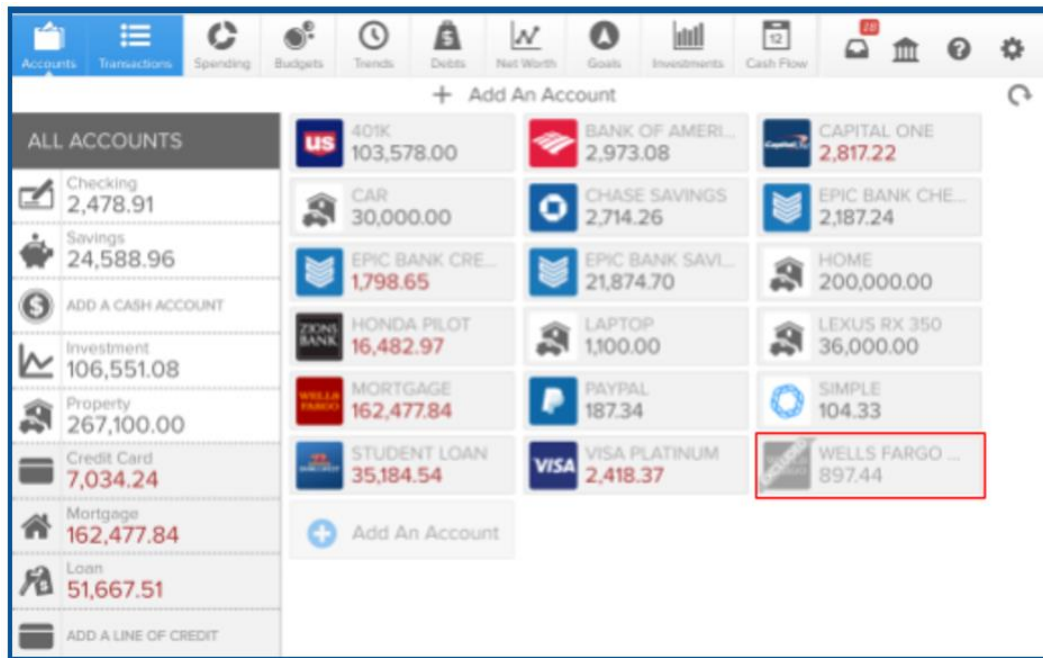 18
12
Accounts Transactions Spending Budgets Trends Debts Net Worth Goals Investments Cash Flow
+ Add An Account
ALL ACCOUNTS
Checking
2,478.91
Savings
24,588.96
ADD A CASH ACCOUNT
Investment
106,551.08
Property
267,100.00
Credit Card
7,034.24
Mortgage
162,477.84
Loan
51,667.51
ADD A LINE OF CREDIT
us
401K
103,578.00
BANK OF AMERI...
2,973.08
Capital One
CAPITAL ONE
2,817.22
CAR
30,000.00
CHASE SAVINGS
2,714.26
EPIC BANK CHE...
2,187.24
EPIC BANK CRE...
1,798.65
EPIC BANK SAVI...
21,874.70
HOME
200,000.00
ZIONS
BANK
HONDA PILOT
16,482.97
LAPTOP
1,100.00
LEXUS RX 350
36,000.00
WELLS
FARGO
MORTGAGE
162,477.84
PAYPAL
187.34
SIMPLE
104.33
STUDENT LOAN
35,184.54
VISA
VISA PLATINUM
2,418.37
WELLS FARGO ...
897.44
Add An Account